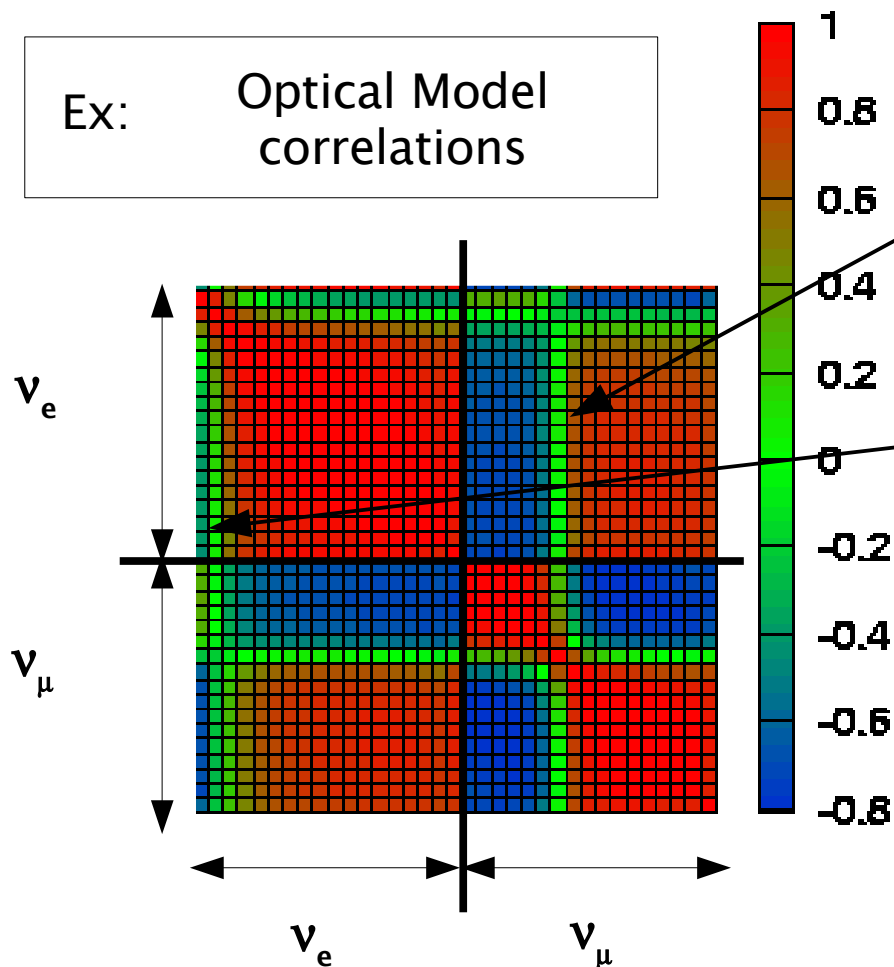 Ex:
Optical Model
correlations
1
0.8
0.6
0.4
0.2
0
-0.2
-0.4
-0.6
-0.8
νe
νμ
νe
νμ